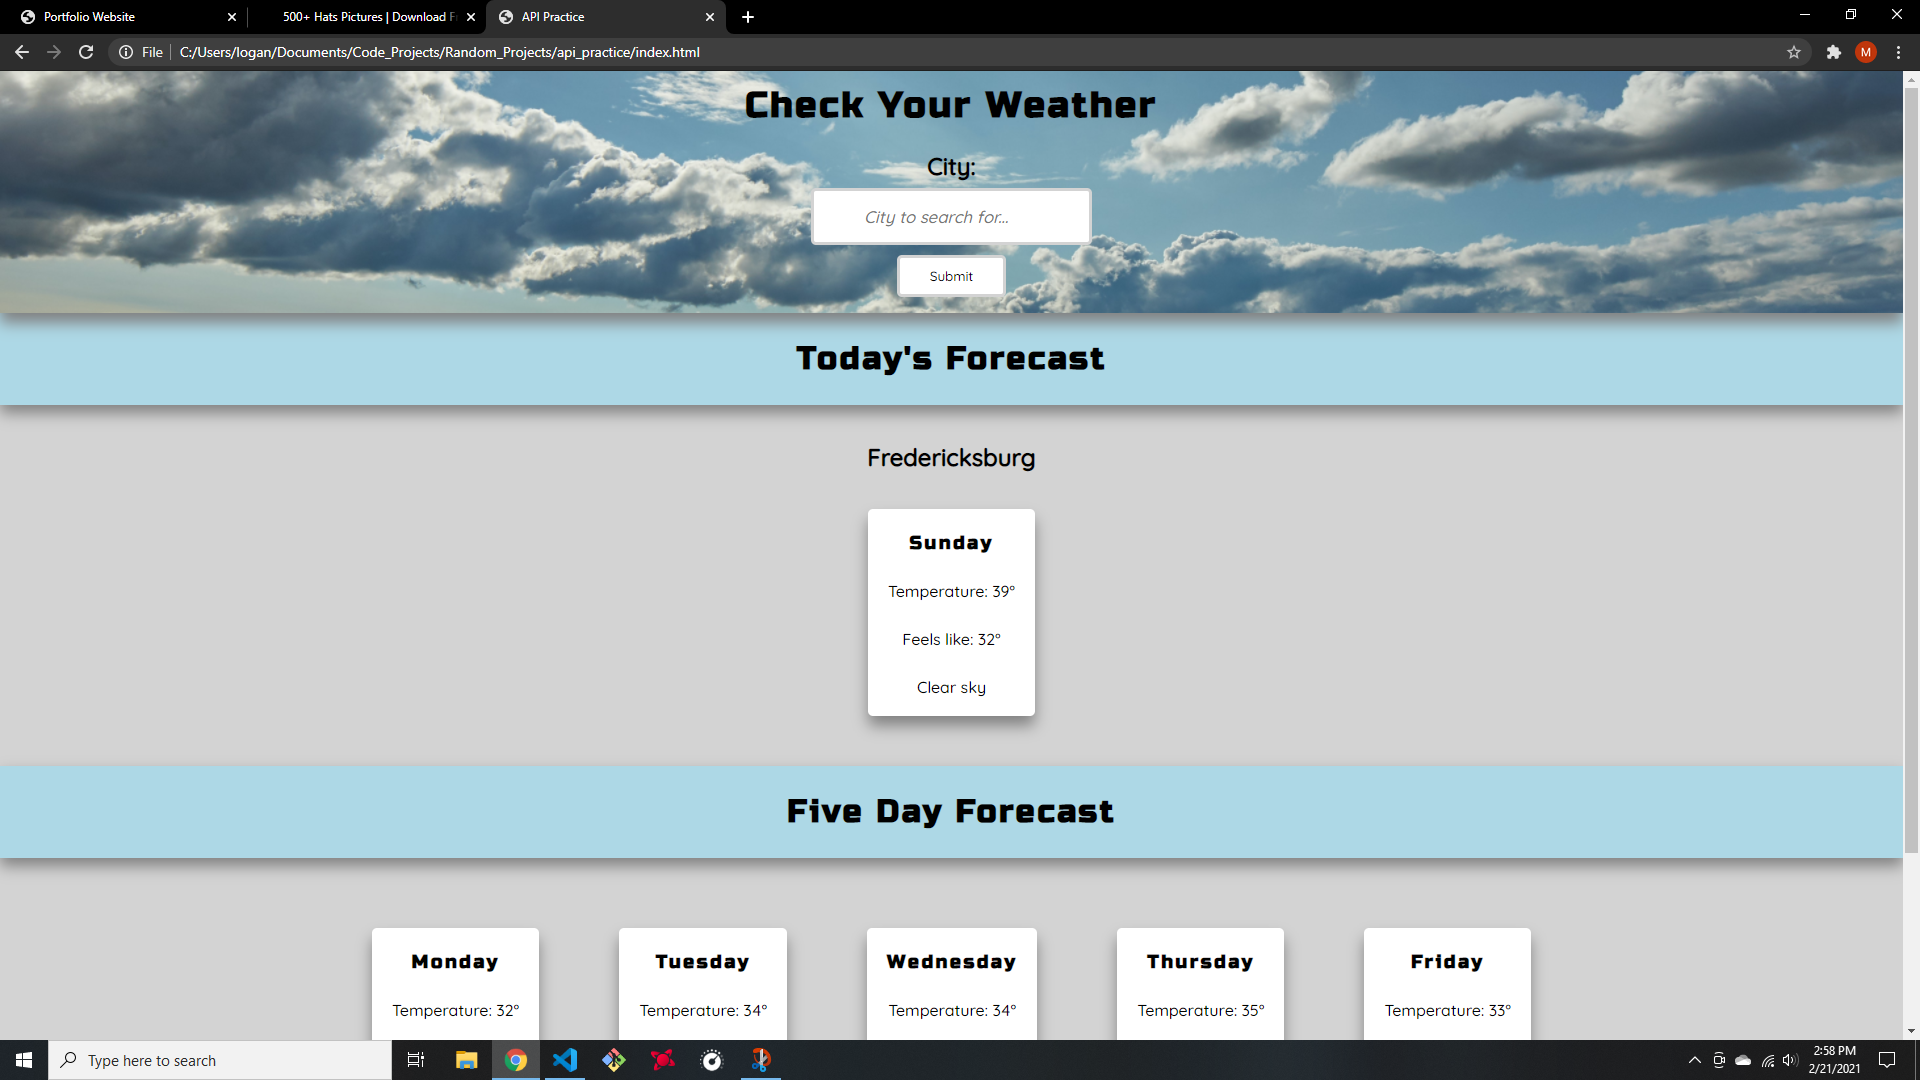 Portfolio Website
500+ Hats Pictures | Download Fr
API Practice
File
C:/Users/logan/Documents/Code_Projects/Random_Projects/api_practice/index.html
M
Check Your Weather
City:
City to search for...
Submit
Today's Forecast
Fredericksburg
Sunday
Temperature: 39°
Feels like: 32°
Clear sky
Five Day Forecast
Monday
Temperature: 32°
Tuesday
Temperature: 34°
Wednesday
Temperature: 34°
Thursday
Temperature: 35°
Friday
Temperature: 33°
Type here to search
2:58 PM
2/21/2021